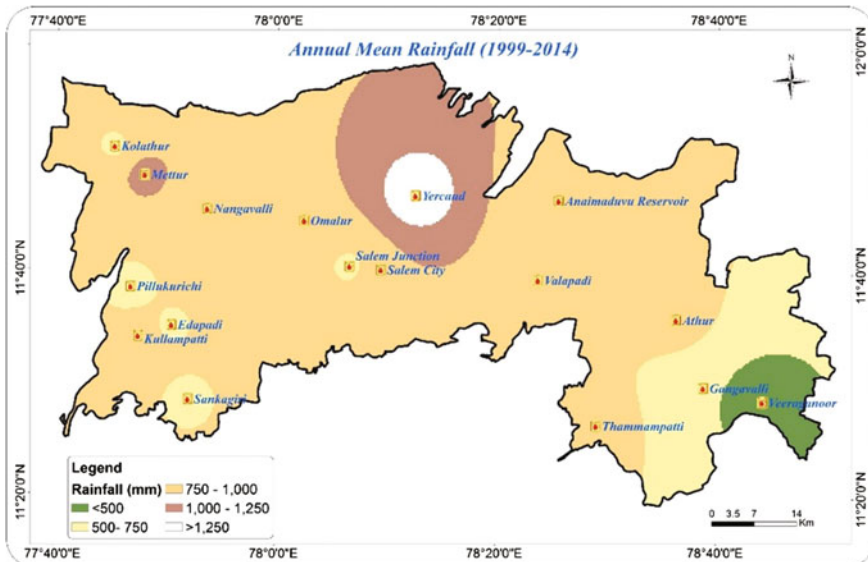 77°40'0"E 78°0'0"E 78°20'0"E 78°40'0"E
Annual Mean Rainfall (1999-2014)
N
12°0'0"N
Kolathur
Mettur
Yercaud
Nangavalli
Anaimaduvu Reservoir
Omalur
Salem Junction
Salem City
11°40'0"N
11°40'0"N
Pillukurichi
Valapadi
Edapadi
Athur
Kullampatti
Gangavalli
Sankagiri
Veeraganoor
Thammampatti
Legend
Rainfall (mm)
<500
500- 750
750 - 1,000
1,000 - 1,250
>1,250
11°20'0"N
11°20'0"N
0 3.5 7 14
Km
77°40'0"E 78°0'0"E 78°20'0"E 78°40'0"E